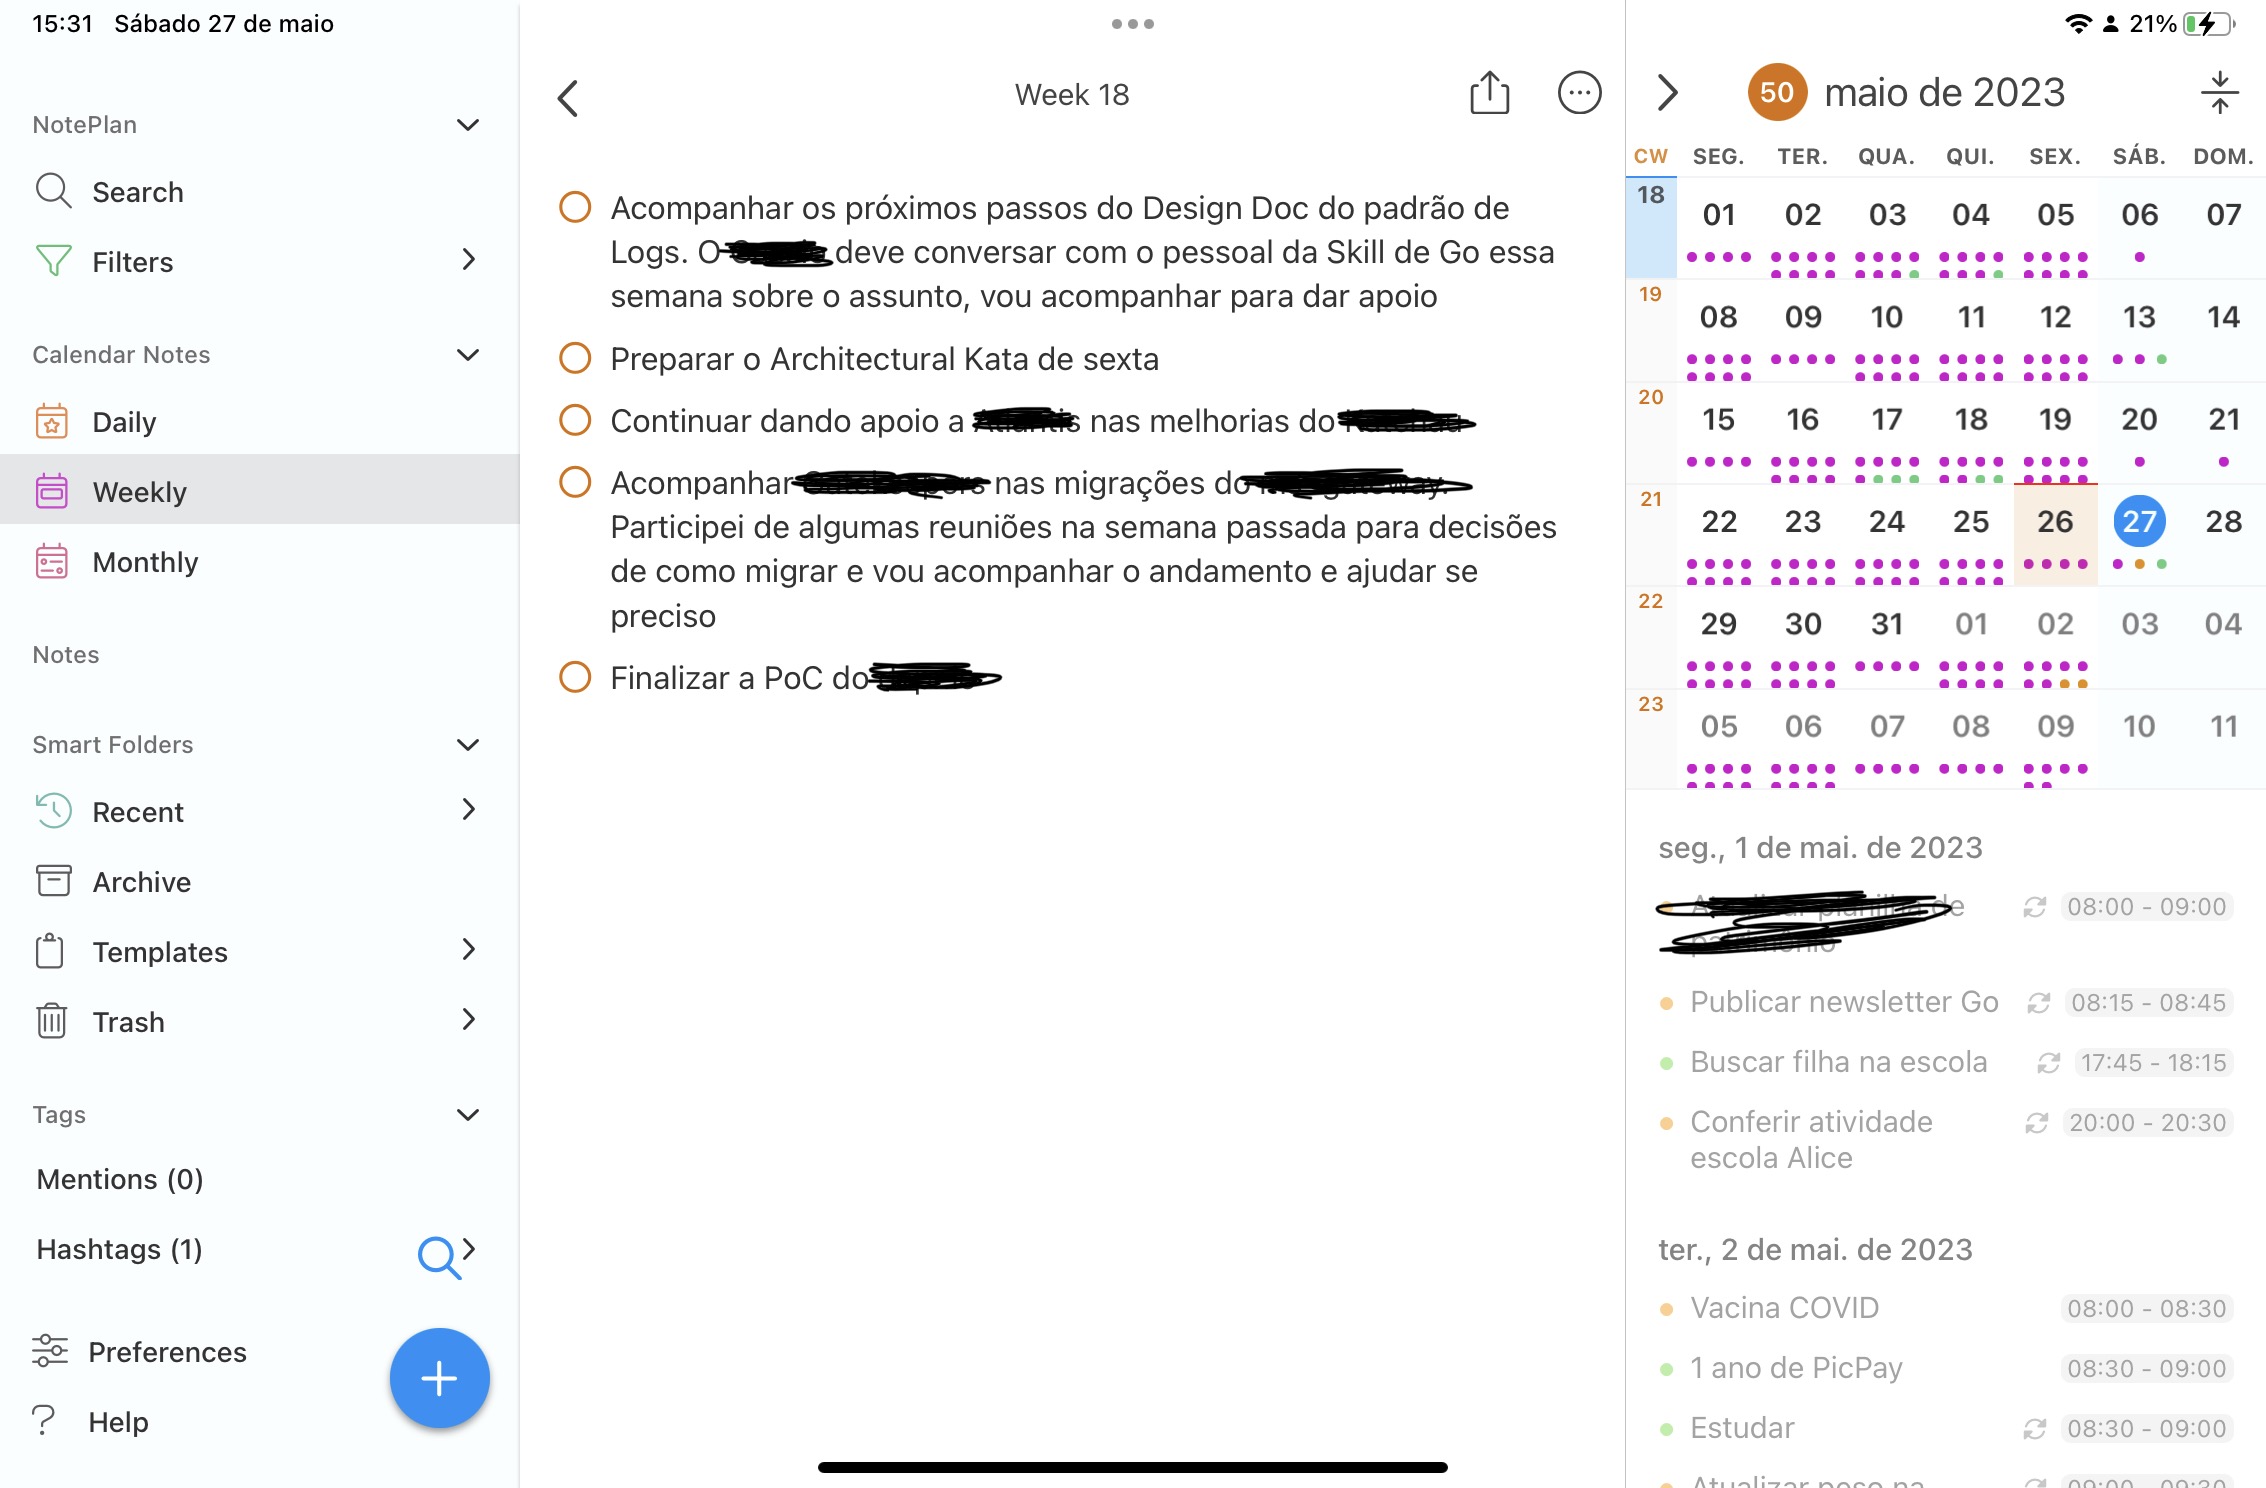 15:31 Sábado 27 de maio
21%
NotePlan
Search
Filters
Calendar Notes
Daily
Weekly
Monthly
Notes
Smart Folders
Recent
Archive
Templates
Trash
Tags
Mentions (0)
Hashtags (1)
Preferences
Help
Week 18
Acompanhar os próximos passos do Design Doc do padrão de
Logs. O deve conversar com o pessoal da Skill de Go essa
semana sobre o assunto, vou acompanhar para dar apoio
Preparar o Architectural Kata de sexta
Continuar dando apoio a nas melhorias do
Acompanhar nas migrações do
Participei de algumas reuniões na semana passada para decisões
de como migrar e vou acompanhar o andamento e ajudar se
preciso
Finalizar a PoC do
50 maio de 2023
CW SEG. TER. QUA. QUI. SEX. SÁB. DOM.
18 01 02 03 04 05 06 07
19 08 09 10 11 12 13 14
20 15 16 17 18 19 20 21
21 22 23 24 25 26 27 28
22 29 30 31 01 02 03 04
23 05 06 07 08 09 10 11
seg., 1 de mai. de 2023
de 08:00 - 09:00
Publicar newsletter Go 08:15 - 08:45
Buscar filha na escola 17:45 - 18:15
Conferir atividade 20:00 - 20:30
escola Alice
ter., 2 de mai. de 2023
Vacina COVID 08:00 - 08:30
1 ano de PicPay 08:30 - 09:00
Estudar 08:30 - 09:00
Atualizar peso na 09:00 - 09:30